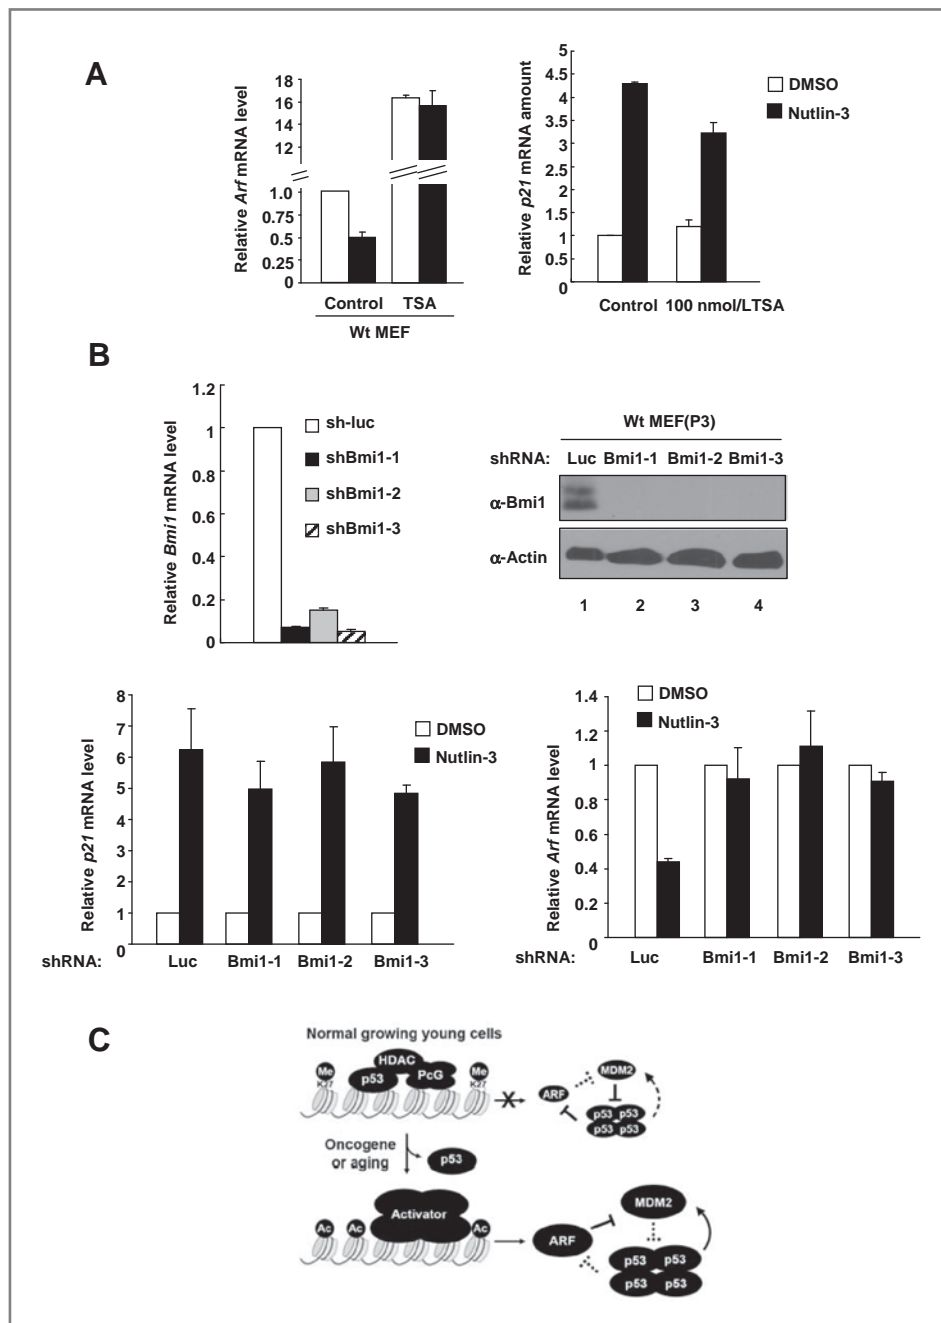 A
Relative Arf mRNA level
18
16
14
12
1.0
0.75
0.5
0.25
0
Control TSA
Wt MEF
Relative p21 mRNA amount
5
4.5
4
3.5
3
2.5
2
1.5
1
0.5
0
Control 100 nmol/LTSA
DMSO
Nutlin-3
B
Relative Bmi1 mRNA level
1.2
1
0.8
0.6
0.4
0.2
0
sh-luc
shBmi1-1
shBmi1-2
shBmi1-3
Wt MEF(P3)
shRNA: Luc Bmi1-1 Bmi1-2 Bmi1-3
α-Bmi1
α-Actin
1 2 3 4
Relative p21 mRNA level
8
7
6
5
4
3
2
1
0
DMSO
Nutlin-3
shRNA: Luc Bmi1-1 Bmi1-2 Bmi1-3
Relative Arf mRNA level
1.4
1.2
1
0.8
0.6
0.4
0.2
0
DMSO
Nutlin-3
shRNA: Luc Bmi1-1 Bmi1-2 Bmi1-3
C
Normal growing young cells
Me
K27
HDAC
p53
PcG
Me
K27
ARF
MDM2
p53 p53
p53 p53
Oncogene
or aging
p53
Ac
Ac
Activator
Ac
ARF
MDM2
p53 p53
p53 p53